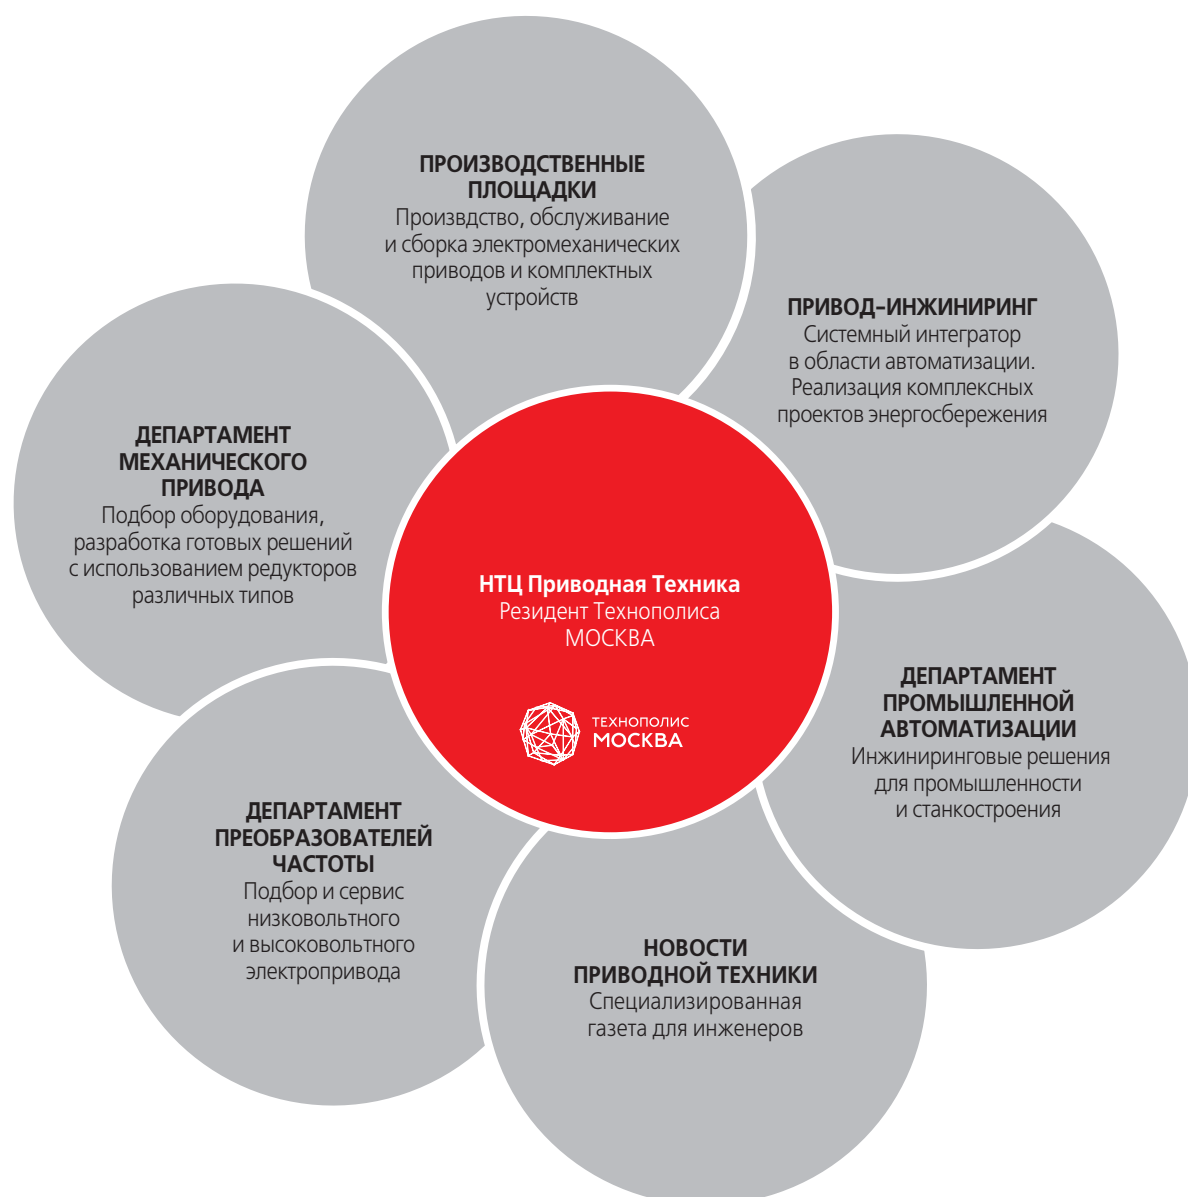 ПРОИЗВОДСТВЕННЫЕ
ПЛОЩАДКИ
Произвдство, обслуживание
и сборка электромеханических
приводов и комплектных
устройств
ПРИВОД–ИНЖИНИРИНГ
Системный интегратор
в области автоматизации.
Реализация комплексных
проектов энергосбережения
ДЕПАРТАМЕНТ
МЕХАНИЧЕСКОГО
ПРИВОДА
Подбор оборудования,
разработка готовых решений
с использованием редукторов
различных типов
НТЦ Приводная Техника
Резидент Технополиса
МОСКВА
ТЕХНОПОЛИС
МОСКВА
ДЕПАРТАМЕНТ
ПРОМЫШЛЕННОЙ
АВТОМАТИЗАЦИИ
Инжиниринговые решения
для промышленности
и станкостроения
ДЕПАРТАМЕНТ
ПРЕОБРАЗОВАТЕЛЕЙ
ЧАСТОТЫ
Подбор и сервис
низковольтного
и высоковольтного
электропривода
НОВОСТИ
ПРИВОДНОЙ ТЕХНИКИ
Специализированная
газета для инженеров